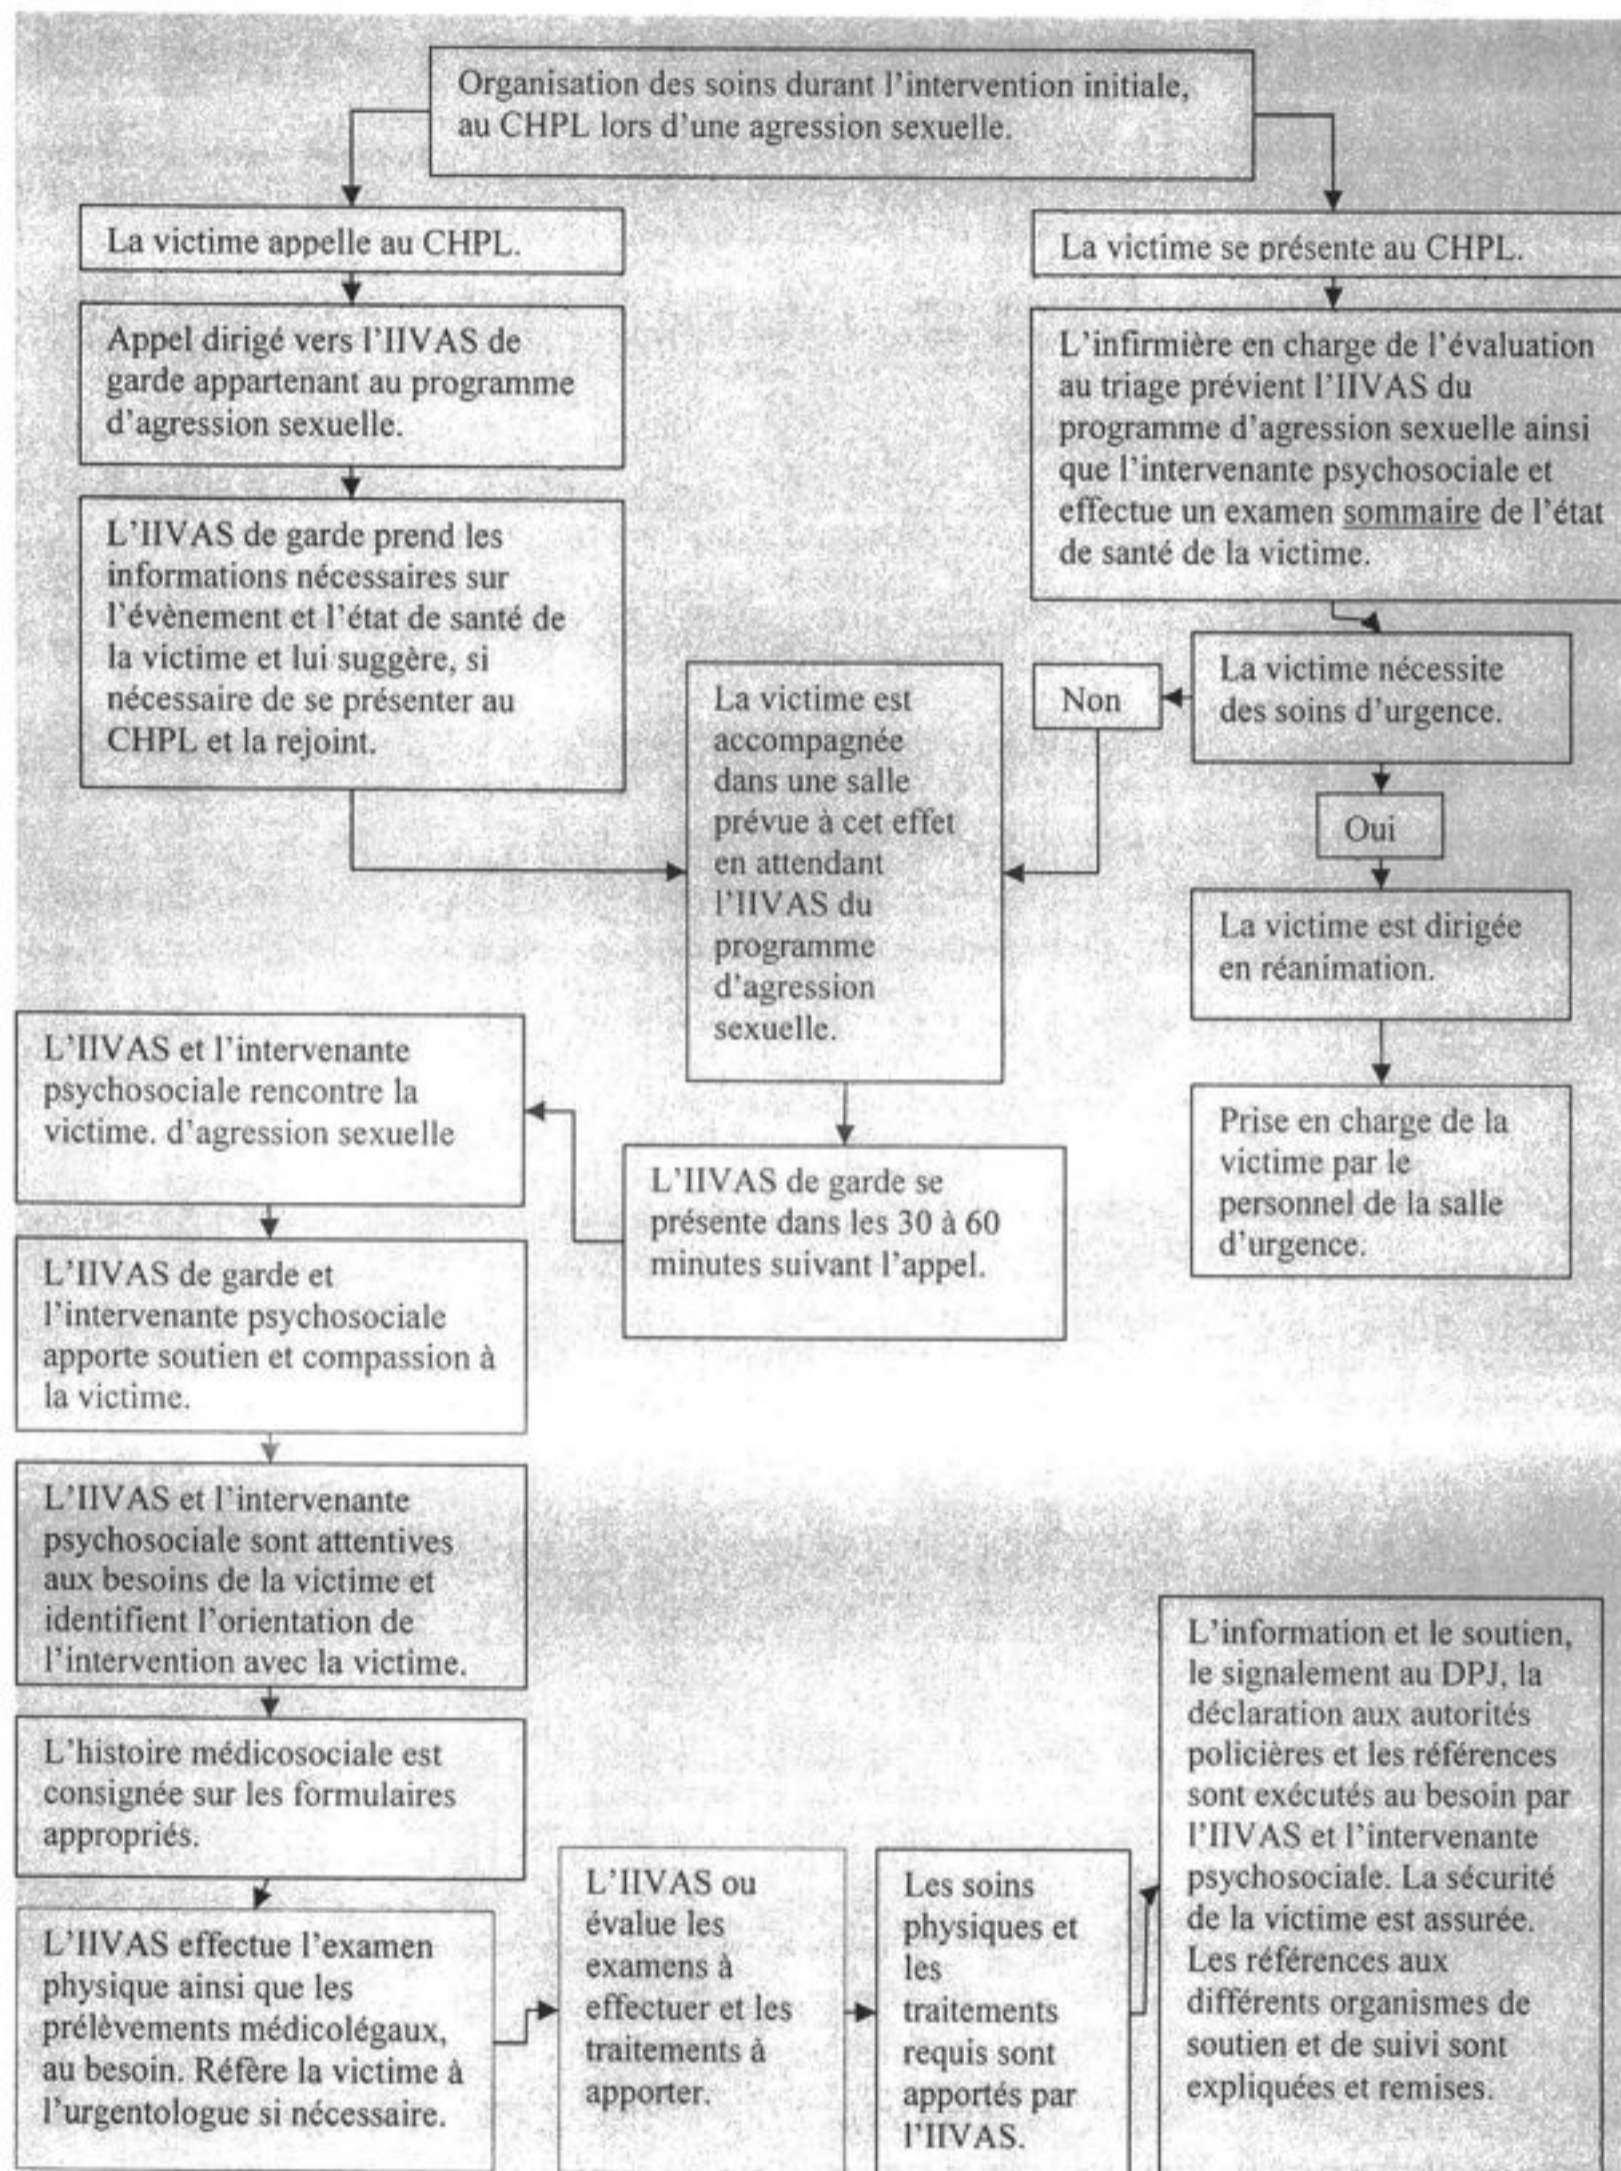 Organisation des soins durant l'intervention initiale,
au CHPL lors d'une agression sexuelle.
La victime appelle au CHPL.
La victime se présente au CHPL.
Appel dirigé vers l'IIVAS de
garde appartenant au programme
d'agression sexuelle.
L'infirmière en charge de l'évaluation
au triage prévient l'IIVAS du
programme d'agression sexuelle ainsi
que l'intervenante psychosociale et
effectue un examen sommaire de l'état
de santé de la victime.
L'IIVAS de garde prend les
informations nécessaires sur
l'évènement et l'état de santé de
la victime et lui suggère, si
nécessaire de se présenter au
CHPL et la rejoint.
La victime nécessite
des soins d'urgence.
Non
Oui
La victime est
accompagnée
dans une salle
prévue à cet effet
en attendant
l'IIVAS du
programme
d'agression
sexuelle.
La victime est dirigée
en réanimation.
Prise en charge de la
victime par le
personnel de la salle
d'urgence.
L'IIVAS de garde se
présente dans les 30 à 60
minutes suivant l'appel.
L'IIVAS et l'intervenante
psychosociale rencontre la
victime. d'agression sexuelle
L'IIVAS de garde et
l'intervenante psychosociale
apporte soutien et compassion à
la victime.
L'IIVAS et l'intervenante
psychosociale sont attentives
aux besoins de la victime et
identifient l'orientation de
l'intervention avec la victime.
L'histoire médicosociale est
consignée sur les formulaires
appropriés.
L'IIVAS effectue l'examen
physique ainsi que les
prélèvements médicolégaux,
au besoin. Réfère la victime à
l'urgentologue si nécessaire.
L'IIVAS ou
évalue les
examens à
effectuer et les
traitements à
apporter.
Les soins
physiques et
les
traitements
requis sont
apportés par
l'IIVAS.
L'information et le soutien,
le signalement au DPJ, la
déclaration aux autorités
policières et les références
sont exécutés au besoin par
l'IIVAS et l'intervenante
psychosociale. La sécurité
de la victime est assurée.
Les références aux
différents organismes de
soutien et de suivi sont
expliquées et remises.